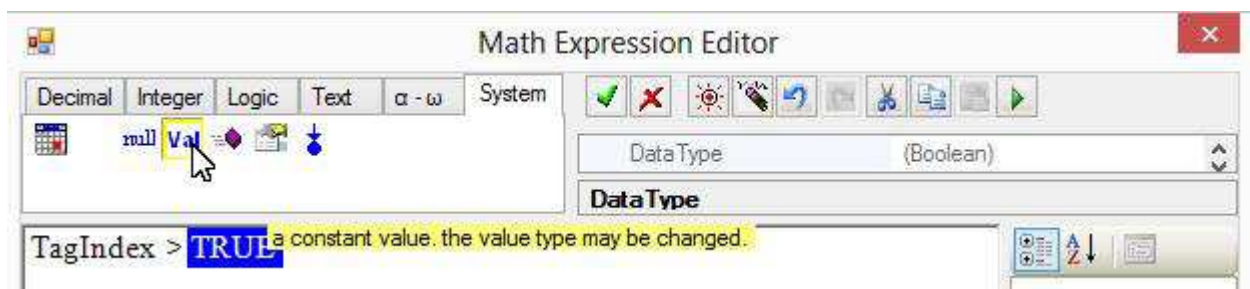 Math Expression Editor
Decimal Integer Logic Text α - ω System
null Val
DataType (Boolean)
DataType
TagIndex > TRUE a constant value. the value type may be changed.